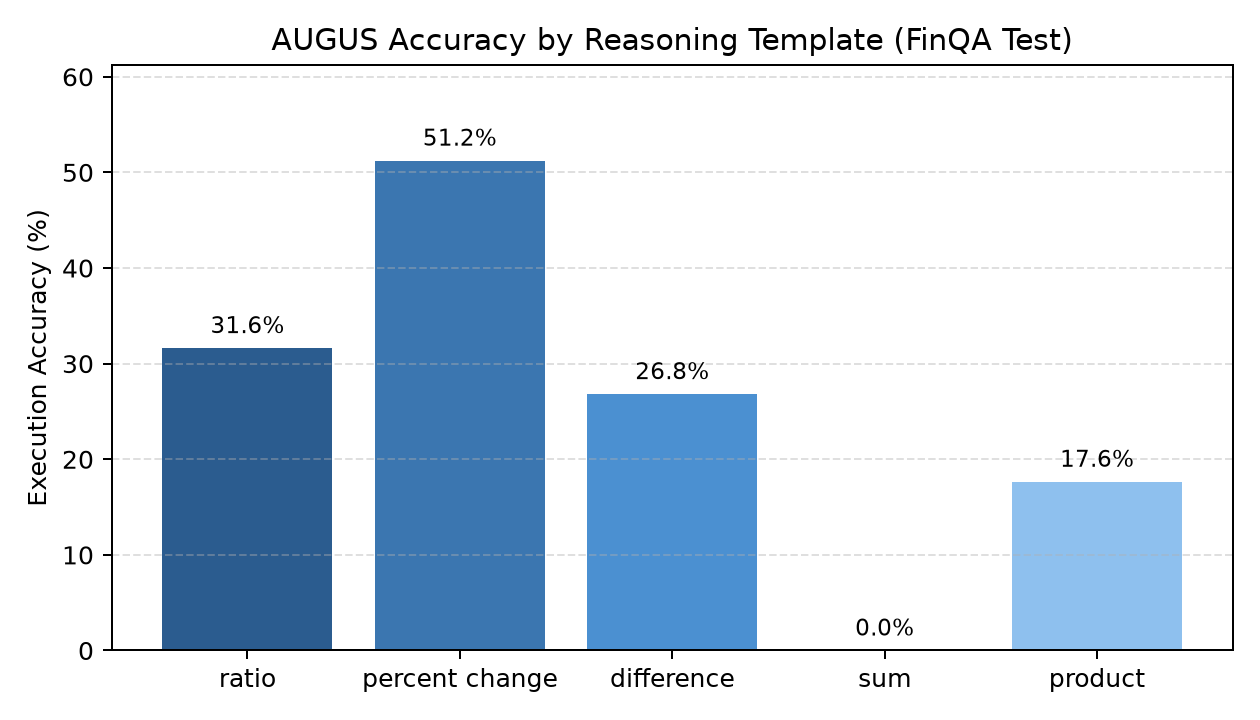 AUGUS Accuracy by Reasoning Template (FinQA Test)
Execution Accuracy (%)
60
50
40
30
20
10
0
31.6%
51.2%
26.8%
0.0%
17.6%
ratio
percent change
difference
sum
product